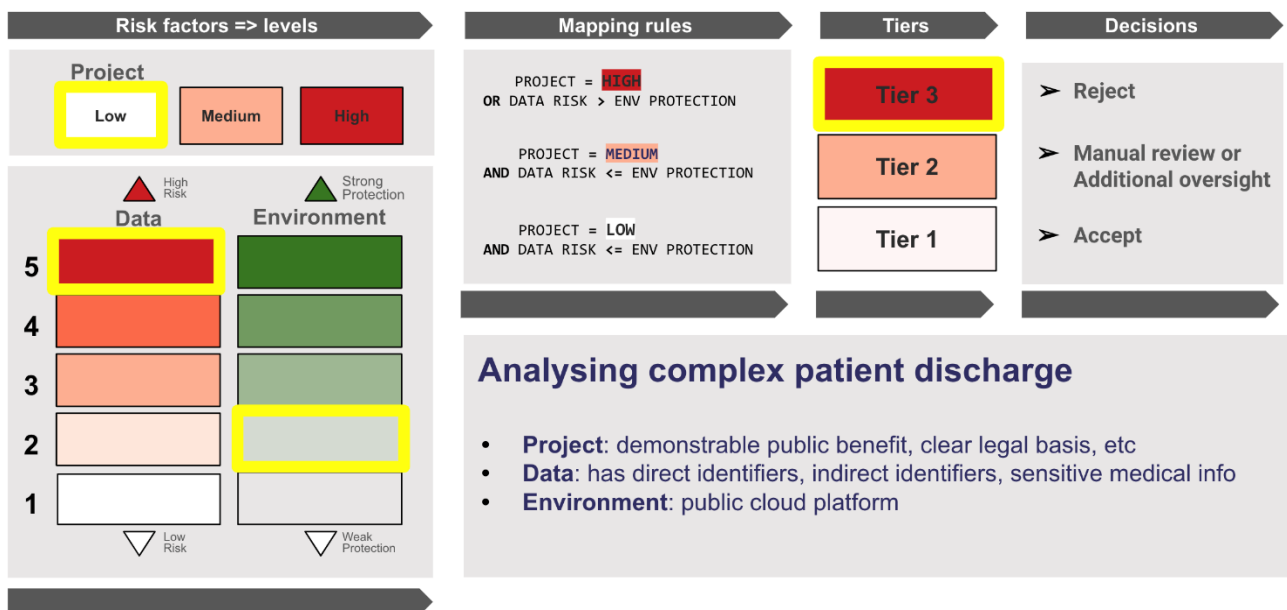 Risk factors => levels
Project
Low
Medium
High
High
Risk
Data
Strong
Protection
Environment
5
4
3
2
1
Low
Risk
Weak
Protection
Mapping rules
PROJECT = HIGH
OR DATA RISK > ENV PROTECTION
PROJECT = MEDIUM
AND DATA RISK <= ENV PROTECTION
PROJECT = LOW
AND DATA RISK <= ENV PROTECTION
Tiers
Tier 3
Tier 2
Tier 1
Decisions
➢ Reject
➢ Manual review or
Additional oversight
➢ Accept
Analysing complex patient discharge
• Project: demonstrable public benefit, clear legal basis, etc
• Data: has direct identifiers, indirect identifiers, sensitive medical info
• Environment: public cloud platform